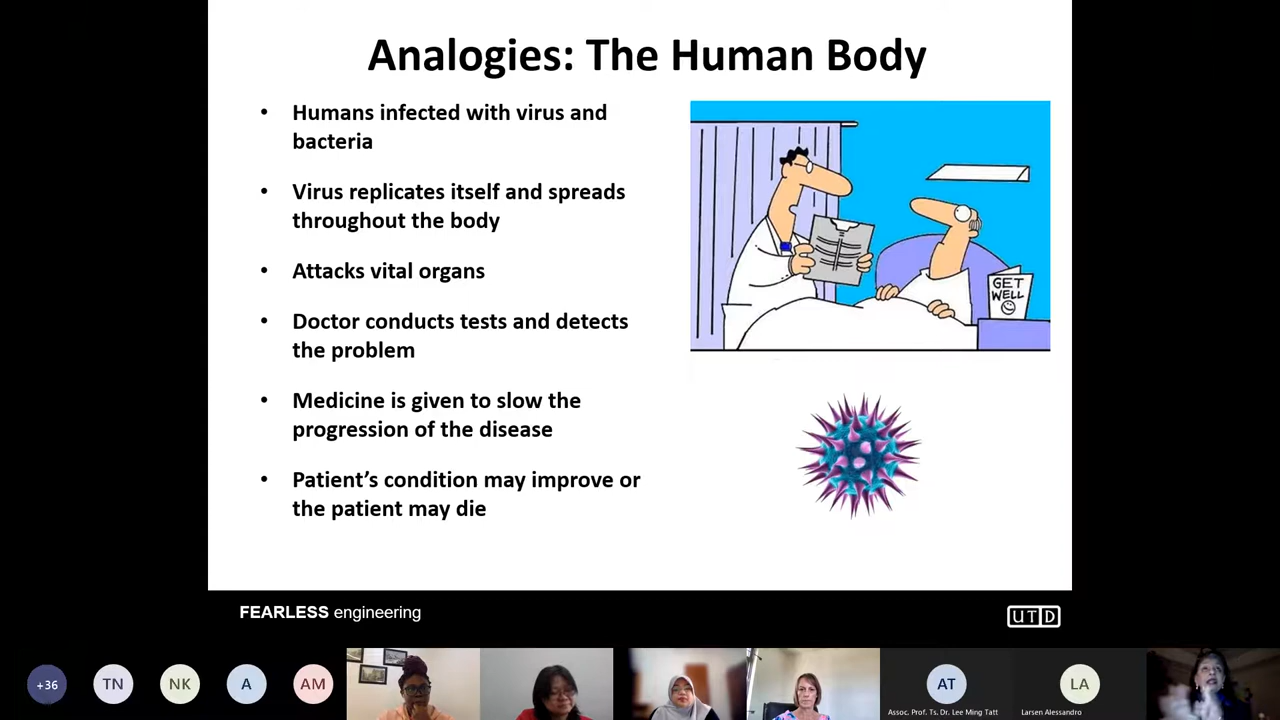 Analogies: The Human Body
• Humans infected with virus and
bacteria
• Virus replicates itself and spreads
throughout the body
• Attacks vital organs
• Doctor conducts tests and detects
the problem
• Medicine is given to slow the
progression of the disease
• Patient’s condition may improve or
the patient may die
GET
WELL
FEARLESS engineering
UTD
+36
TN
NK
A
AM
AT
Assoc. Prof. Ts. Dr. Lee Ming Tatt
LA
Larsen Alessandro